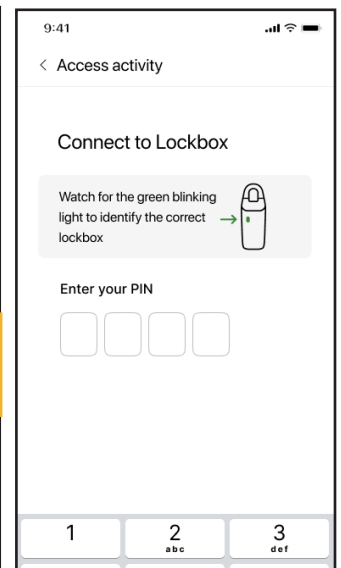 9:41
< Access activity
Connect to Lockbox
Watch for the green blinking
light to identify the correct
lockbox
Enter your PIN
1 2 3
abc def